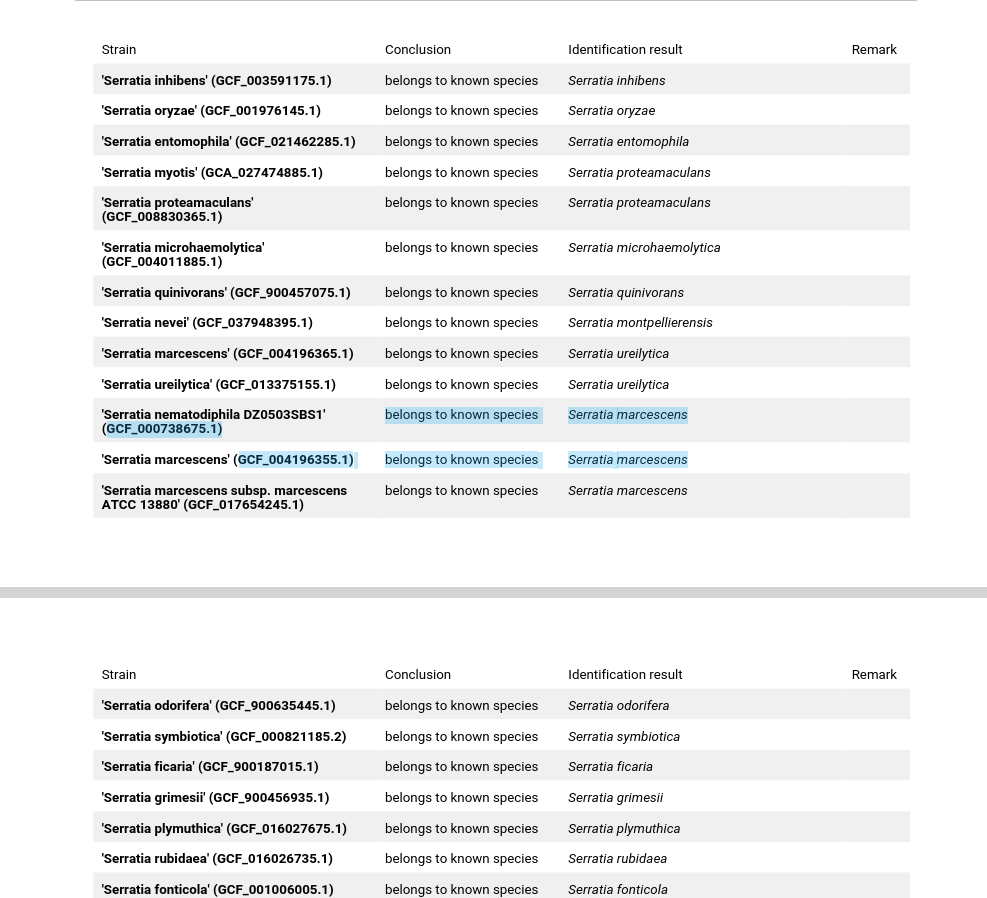 Strain Conclusion Identification result Remark
'Serratia inhibens' (GCF_003591175.1) belongs to known species Serratia inhibens
'Serratia oryzae' (GCF_001976145.1) belongs to known species Serratia oryzae
'Serratia entomophila' (GCF_021462285.1) belongs to known species Serratia entomophila
'Serratia myotis' (GCA_027474885.1) belongs to known species Serratia proteamaculans
'Serratia proteamaculans' belongs to known species Serratia proteamaculans
(GCF_008830365.1)
'Serratia microhaemolytica' belongs to known species Serratia microhaemolytica
(GCF_004011885.1)
'Serratia quinivorans' (GCF_900457075.1) belongs to known species Serratia quinivorans
'Serratia nevei' (GCF_037948395.1) belongs to known species Serratia montpellierensis
'Serratia marcescens' (GCF_004196365.1) belongs to known species Serratia ureilytica
'Serratia ureilytica' (GCF_013375155.1) belongs to known species Serratia ureilytica
'Serratia nematodiphila DZ0503SBS1' belongs to known species Serratia marcescens
(GCF_000738675.1)
'Serratia marcescens' (GCF_004196355.1) belongs to known species Serratia marcescens
'Serratia marcescens subsp. marcescens belongs to known species Serratia marcescens
ATCC 13880' (GCF_017654245.1)
Strain Conclusion Identification result Remark
'Serratia odorifera' (GCF_900635445.1) belongs to known species Serratia odorifera
'Serratia symbiotica' (GCF_000821185.2) belongs to known species Serratia symbiotica
'Serratia ficaria' (GCF_900187015.1) belongs to known species Serratia ficaria
'Serratia grimesii' (GCF_900456935.1) belongs to known species Serratia grimesii
'Serratia plymuthica' (GCF_016027675.1) belongs to known species Serratia plymuthica
'Serratia rubidaea' (GCF_016026735.1) belongs to known species Serratia rubidaea
'Serratia fonticola' (GCF_001006005.1) belongs to known species Serratia fonticola